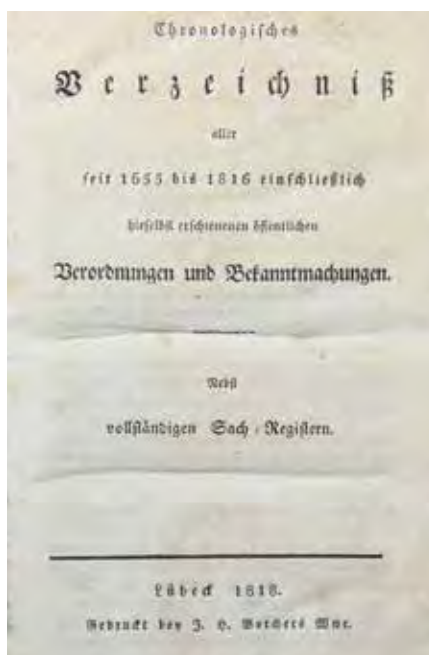 Chronologisches
Verzeichniß
aller
seit 1655 bis 1816 einschließlich
hieselbst erschienenen öffentlichen
Verordnungen und Bekanntmachungen.
Nebst
vollständigen Sach-Registern.
Lübeck 1818.
Gedruckt bey J. H. Borchers Wwe.